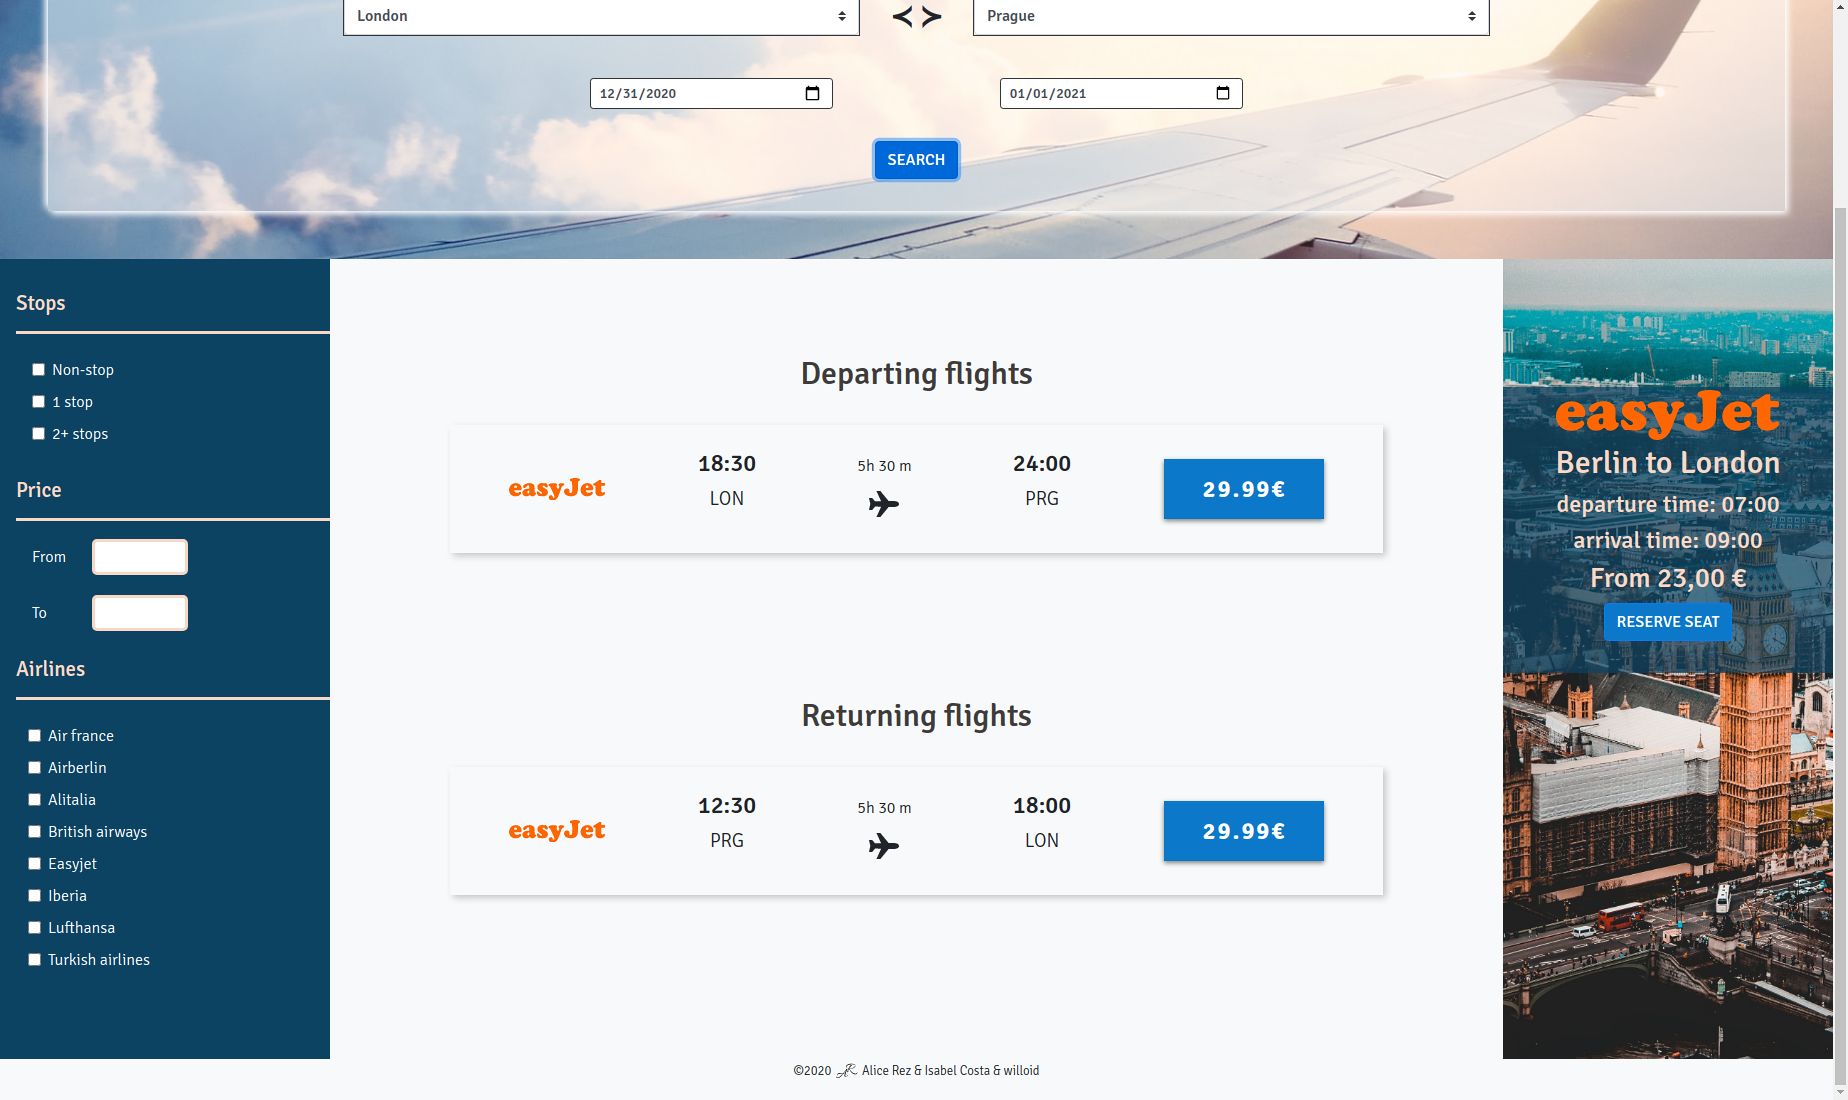 London
Prague
12/31/2020
01/01/2021
SEARCH
Stops
Non-stop
1 stop
2+ stops
Price
From
To
Airlines
Air france
Airberlin
Alitalia
British airways
Easyjet
Iberia
Lufthansa
Turkish airlines
Departing flights
easyJet
18:30
LON
5h 30 m
24:00
PRG
29.99€
Returning flights
easyJet
12:30
PRG
5h 30 m
18:00
LON
29.99€
easyJet
Berlin to London
departure time: 07:00
arrival time: 09:00
From 23,00 €
RESERVE SEAT
©2020 AR Alice Rez & Isabel Costa & willoid